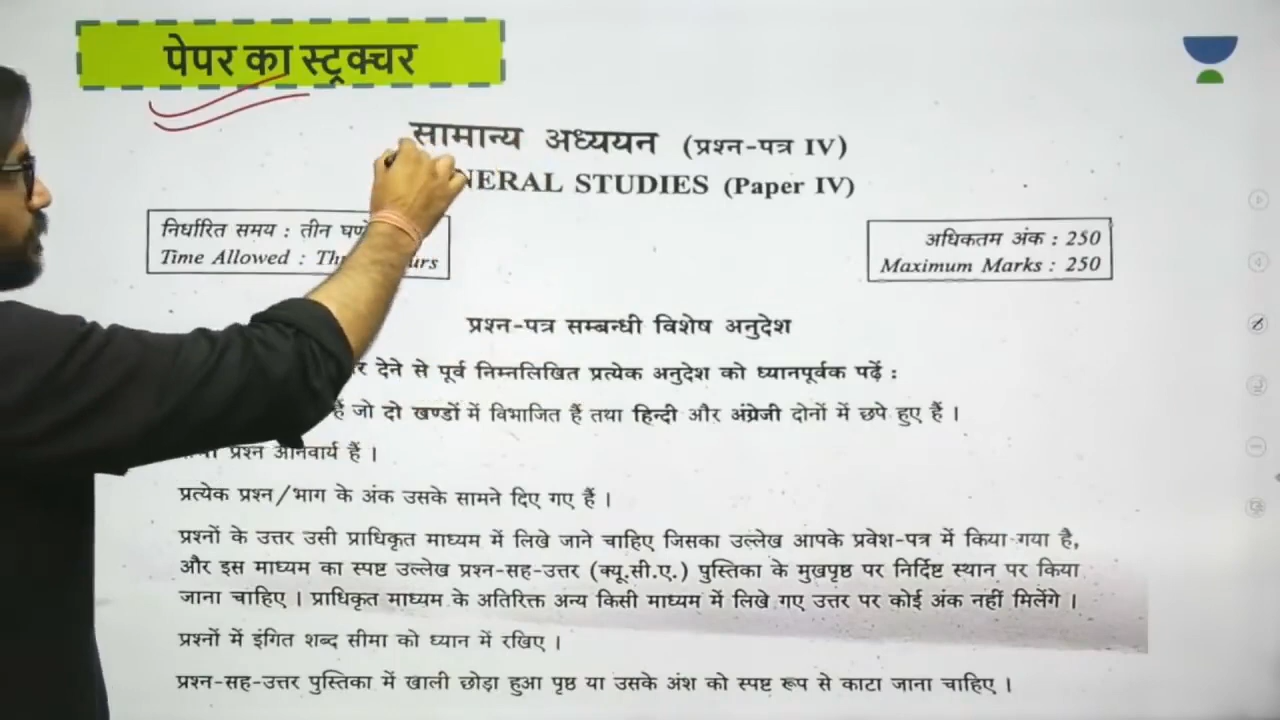 पेपर का स्ट्रक्चर
सामान्य अध्ययन (प्रश्न-पत्र IV)
STUDIES (Paper IV)
निर्धारित समय : तीन
Time Allowed :
अधिकतम अंक : 250
Maximum Marks : 250
प्रश्न-पत्र सम्बन्धी विशेष अनुदेश
देने से पूर्व निम्नलिखित प्रत्येक अनुदेश को ध्यानपूर्वक पढ़ें :
हैं जो दो खण्डों में विभाजित हैं तथा हिन्दी और अंग्रेजी दोनों में छपे हुए हैं ।
प्रश्न अनिवार्य हैं ।
प्रत्येक प्रश्न/भाग के अंक उसके सामने दिए गए हैं ।
प्रश्नों के उत्तर उसी प्राधिकृत माध्यम में लिखे जाने चाहिए जिसका उल्लेख आपके प्रवेश-पत्र में किया गया है,
और इस माध्यम का स्पष्ट उल्लेख प्रश्न-सह-उत्तर (क्यू.सी.ए.) पुस्तिका के मुखपृष्ठ पर निर्दिष्ट स्थान पर किया
जाना चाहिए । प्राधिकृत माध्यम के अतिरिक्त अन्य किसी माध्यम में लिखे गए उत्तर पर कोई अंक नहीं मिलेंगे ।
प्रश्नों में इंगित शब्द सीमा को ध्यान में रखिए ।
प्रश्न-सह-उत्तर पुस्तिका में खाली छोड़ा हुआ पृष्ठ या उसके अंश को स्पष्ट रूप से काटा जाना चाहिए ।